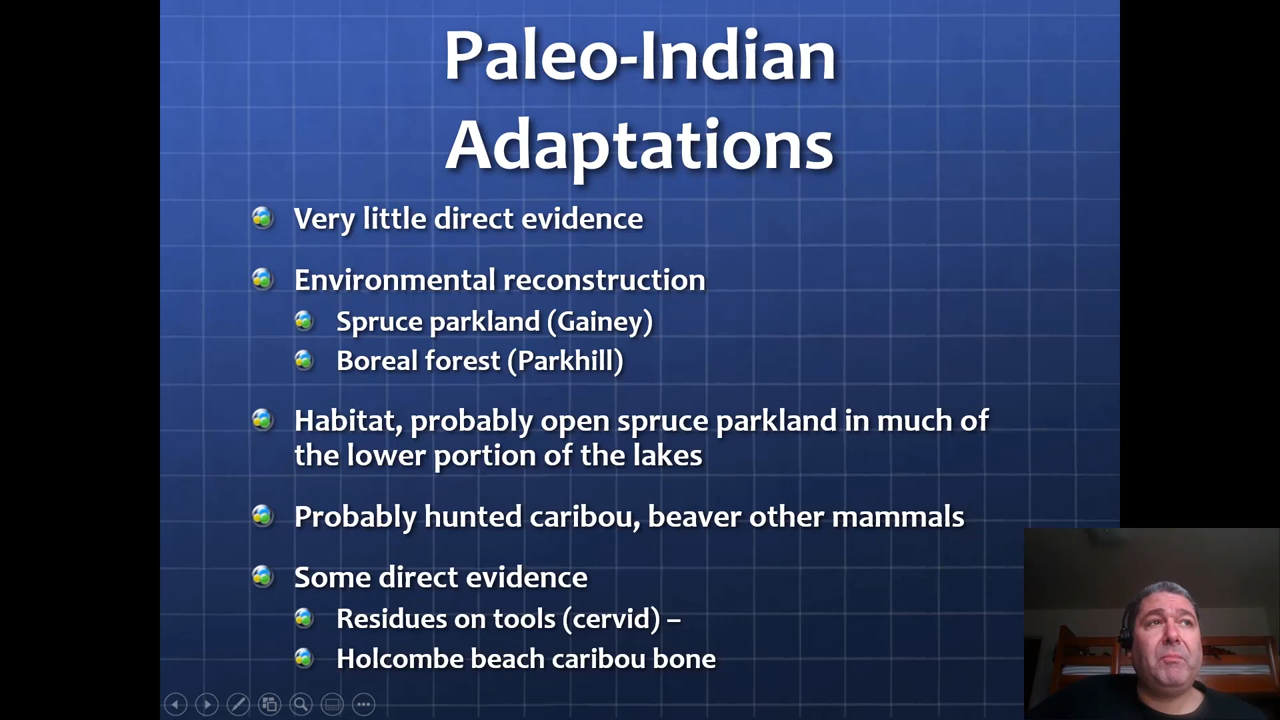 Paleo-Indian
Adaptations
Very little direct evidence
Environmental reconstruction
Spruce parkland (Gainey)
Boreal forest (Parkhill)
Habitat, probably open spruce parkland in much of
the lower portion of the lakes
Probably hunted caribou, beaver other mammals
Some direct evidence
Residues on tools (cervid) –
Holcombe beach caribou bone